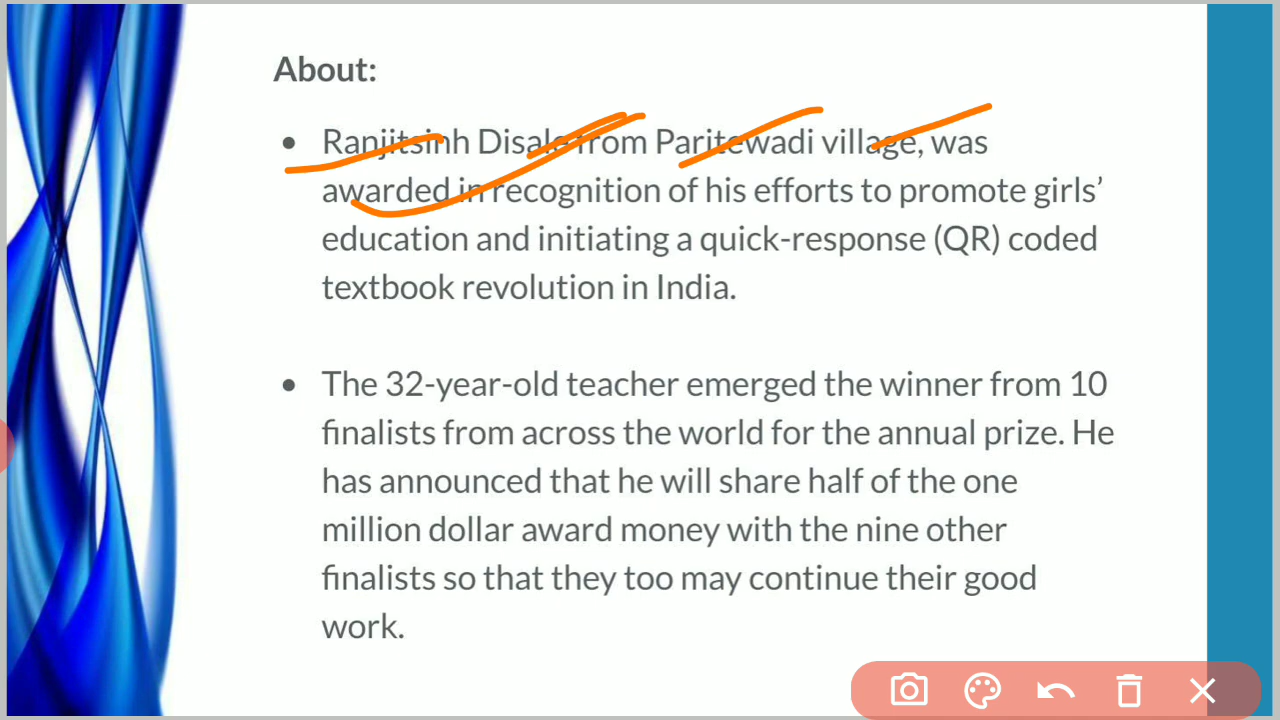 About:
• Ranjitsinh Disale from Paritewadi village, was
awarded in recognition of his efforts to promote girls’
education and initiating a quick-response (QR) coded
textbook revolution in India.
• The 32-year-old teacher emerged the winner from 10
finalists from across the world for the annual prize. He
has announced that he will share half of the one
million dollar award money with the nine other
finalists so that they too may continue their good
work.